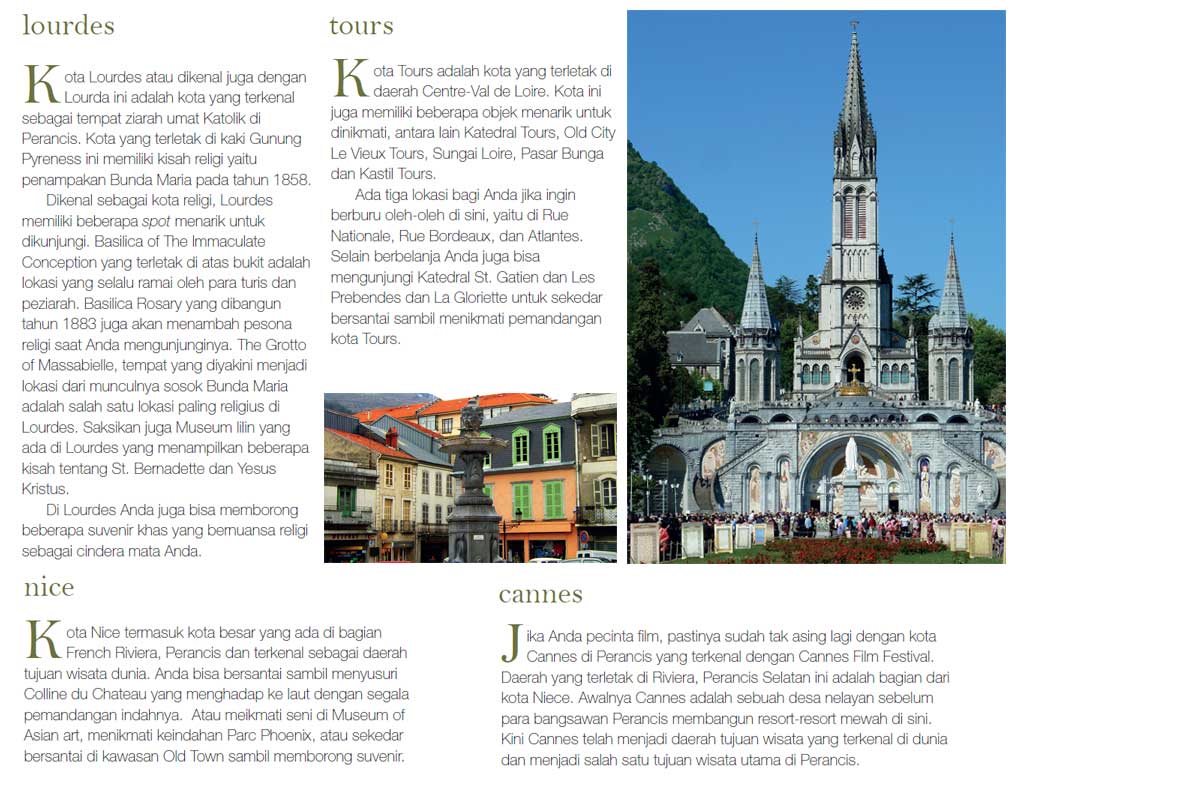 lourdes
Kota Lourdes atau dikenal juga dengan
Lourda ini adalah kota yang terkenal
sebagai tempat ziarah umat Katolik di
Perancis. Kota yang terletak di kaki Gunung
Pyreness ini memiliki kisah religi yaitu
penampakan Bunda Maria pada tahun 1858.
Dikenal sebagai kota religi, Lourdes
memiliki beberapa spot menarik untuk
dikunjungi. Basilica of The Immaculate
Conception yang terletak di atas bukit adalah
lokasi yang selalu ramai oleh para turis dan
peziarah. Basilica Rosary yang dibangun
tahun 1883 juga akan menambah pesona
religi saat Anda mengunjunginya. The Grotto
of Massabielle, tempat yang diyakini menjadi
lokasi dari munculnya sosok Bunda Maria
adalah salah satu lokasi paling religius di
Lourdes. Saksikan juga Museum lilin yang
ada di Lourdes yang menampilkan beberapa
kisah tentang St. Bernadette dan Yesus
Kristus.
Di Lourdes Anda juga bisa memborong
beberapa suvenir khas yang bernuansa religi
sebagai cindera mata Anda.
tours
Kota Tours adalah kota yang terletak di
daerah Centre-Val de Loire. Kota ini
juga memiliki beberapa objek menarik untuk
dinikmati, antara lain Katedral Tours, Old City
Le Vieux Tours, Sungai Loire, Pasar Bunga
dan Kastil Tours.
Ada tiga lokasi bagi Anda jika ingin
berburu oleh-oleh di sini, yaitu di Rue
Nationale, Rue Bordeaux, dan Atlantes.
Selain berbelanja Anda juga bisa
mengunjungi Katedral St. Gatien dan Les
Prebendes dan La Gloriette untuk sekedar
bersantai sambil menikmati pemandangan
kota Tours.
nice
Kota Nice termasuk kota besar yang ada di bagian
French Riviera, Perancis dan terkenal sebagai daerah
tujuan wisata dunia. Anda bisa bersantai sambil menyusuri
Colline du Chateau yang menghadap ke laut dengan segala
pemandangan indahnya. Atau meikmati seni di Museum of
Asian art, menikmati keindahan Parc Phoenix, atau sekedar
bersantai di kawasan Old Town sambil memborong suvenir.
cannes
Jika Anda pecinta film, pastinya sudah tak asing lagi dengan kota
Cannes di Perancis yang terkenal dengan Cannes Film Festival.
Daerah yang terletak di Riviera, Perancis Selatan ini adalah bagian dari
kota Niece. Awalnya Cannes adalah sebuah desa nelayan sebelum
para bangsawan Perancis membangun resort-resort mewah di sini.
Kini Cannes telah menjadi daerah tujuan wisata yang terkenal di dunia
dan menjadi salah satu tujuan wisata utama di Perancis.